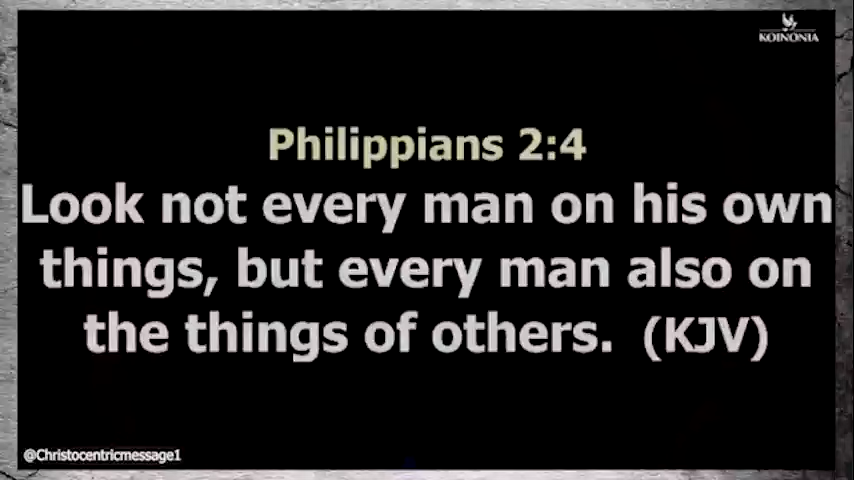 KOINONIA
Philippians 2:4
Look not every man on his own
things, but every man also on
the things of others. (KJV)
@Christocentricmessage1